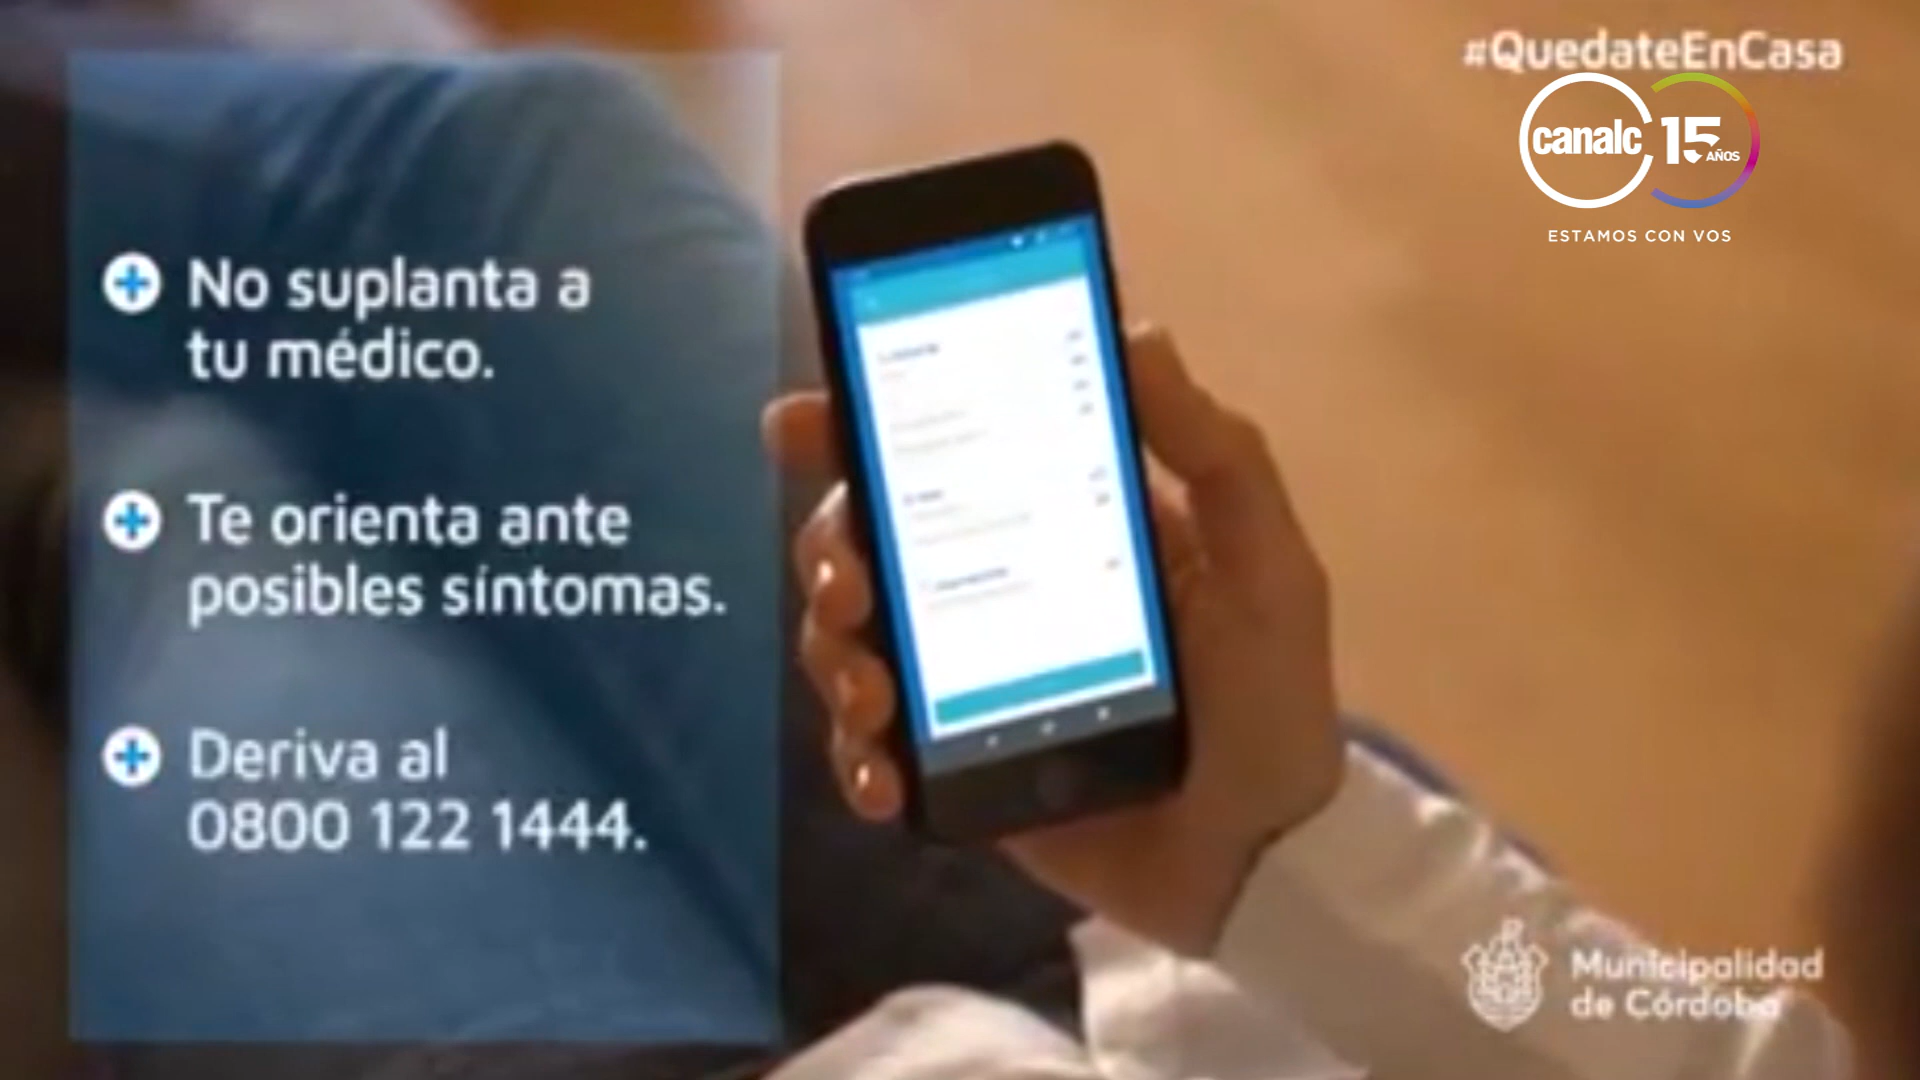 #QuedateEnCasa
canalc 15 AÑOS
ESTAMOS CON VOS
No suplanta a
tu médico.
Te orienta ante
posibles síntomas.
Deriva al
0800 122 1444.
Municipalidad
de Córdoba